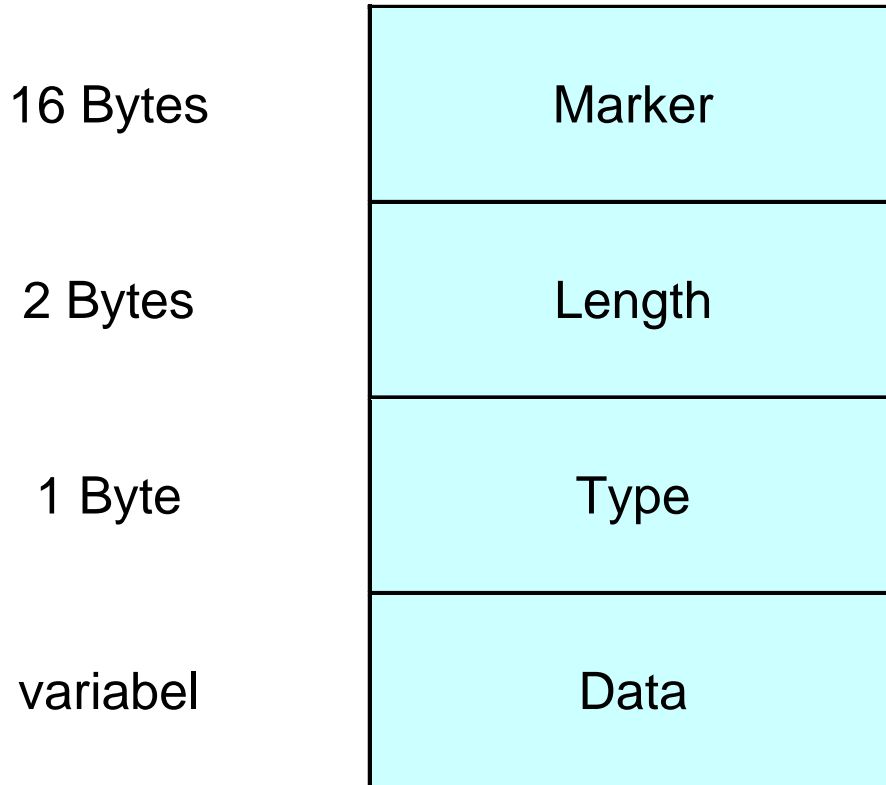 16 Bytes Marker
2 Bytes Length
1 Byte Type
variabel Data